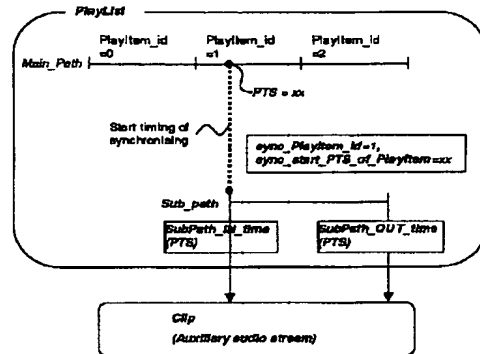 PlayList
PlayItem_id
=0
PlayItem_id
=1
PlayItem_id
=2
Main_Path
PTS = xx
Start timing of
synchronising
sync_PlayItem_id=1,
sync_start_PTS_of_PlayItem=xx
Sub_path
SubPath_IN_time
(PTS)
SubPath_OUT_time
(PTS)
Clip
(Auxiliary audio stream)